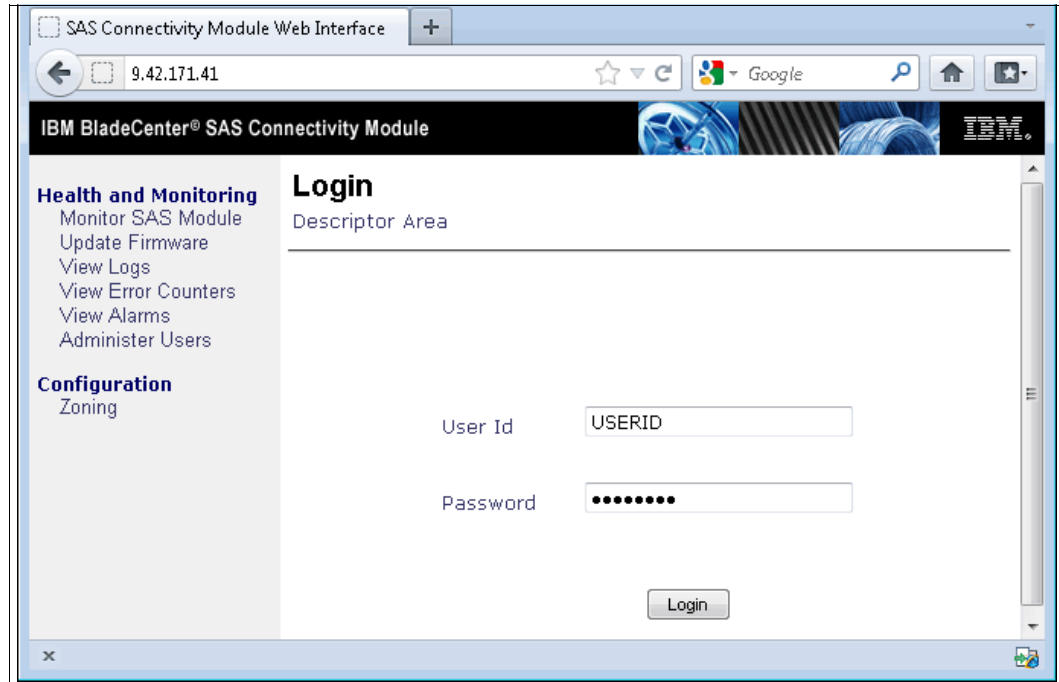 SAS Connectivity Module Web Interface
9.42.171.41
Google
IBM BladeCenter® SAS Connectivity Module
IBM.
Health and Monitoring
Monitor SAS Module
Update Firmware
View Logs
View Error Counters
View Alarms
Administer Users
Configuration
Zoning
Login
Descriptor Area
User Id
USERID
Password
••••••••
Login